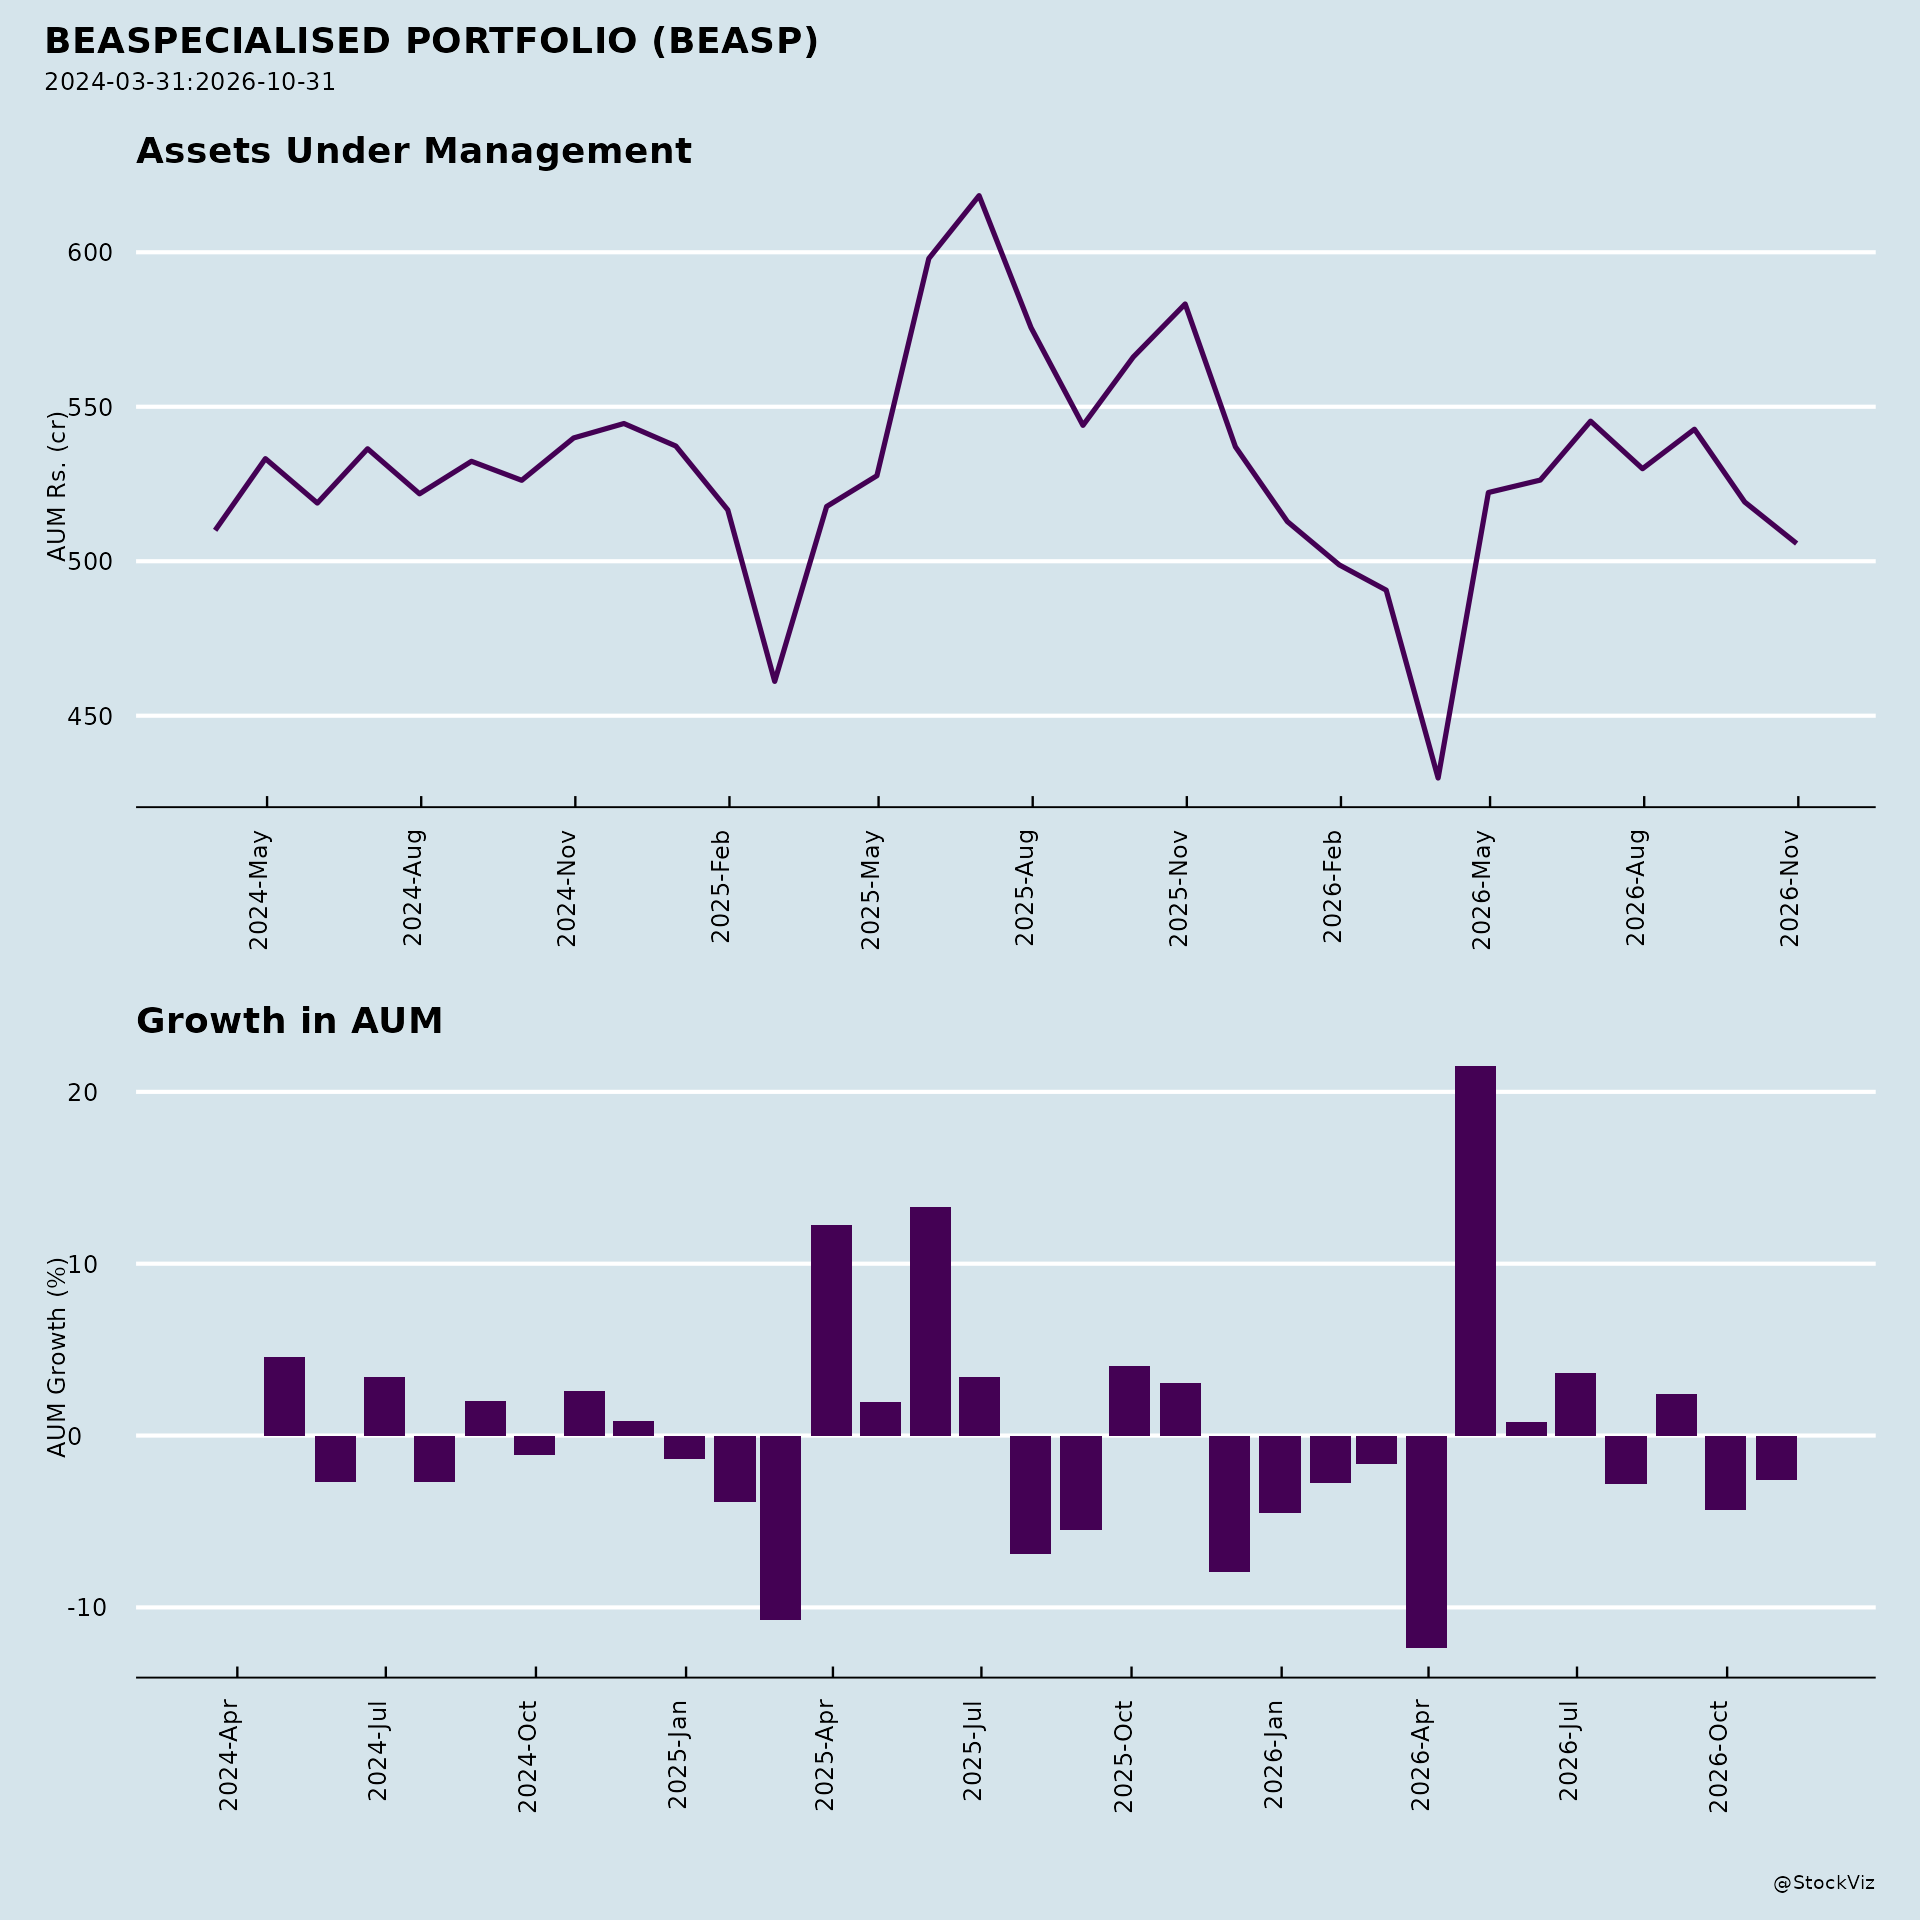 BEASPECIALISED PORTFOLIO (BEASP)
2024-03-31:2026-10-31
Assets Under Management
AUM Rs. (cr)
600
550
500
450
2024-May
2024-Aug
2024-Nov
2025-Feb
2025-May
2025-Aug
2025-Nov
2026-Feb
2026-May
2026-Aug
2026-Nov
Growth in AUM
AUM Growth (%)
20
10
0
-10
2024-Apr
2024-Jul
2024-Oct
2025-Jan
2025-Apr
2025-Jul
2025-Oct
2026-Jan
2026-Apr
2026-Jul
2026-Oct
@StockViz